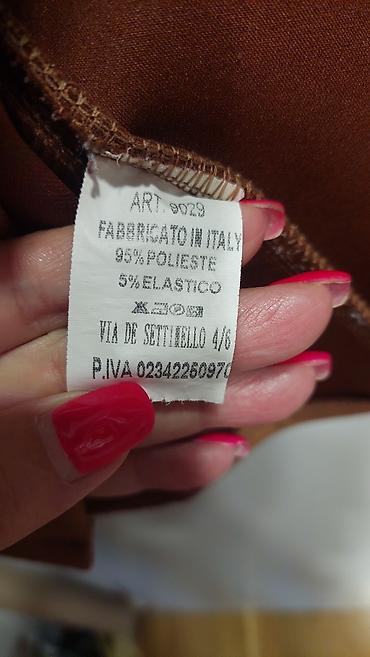 ART. 9029
FABBRICATO IN ITALY
95% POLIESTE
5% ELASTICO
VIA DE SETTIMELLO 4/6
P.IVA 02342260970